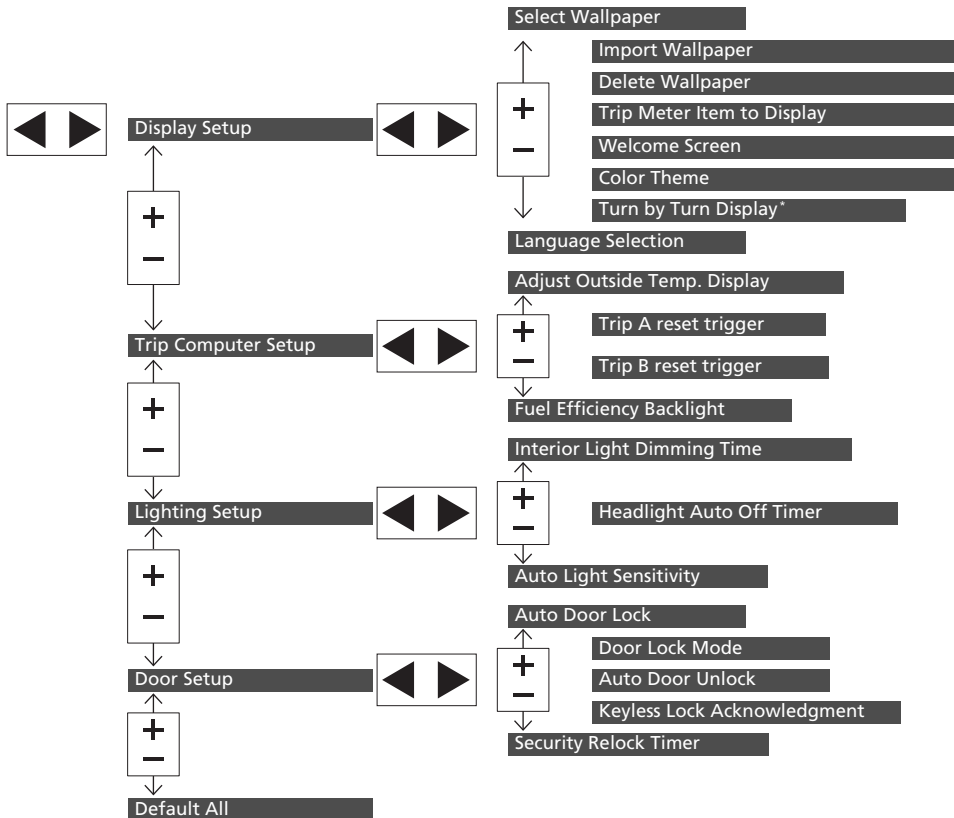 Select Wallpaper
Import Wallpaper
Delete Wallpaper
Display Setup
Trip Meter Item to Display
Welcome Screen
Color Theme
Turn by Turn Display*
Language Selection
Adjust Outside Temp. Display
Trip Computer Setup
Trip A reset trigger
Trip B reset trigger
Fuel Efficiency Backlight
Interior Light Dimming Time
Lighting Setup
Headlight Auto Off Timer
Auto Light Sensitivity
Auto Door Lock
Door Lock Mode
Door Setup
Auto Door Unlock
Keyless Lock Acknowledgment
Security Relock Timer
Default All